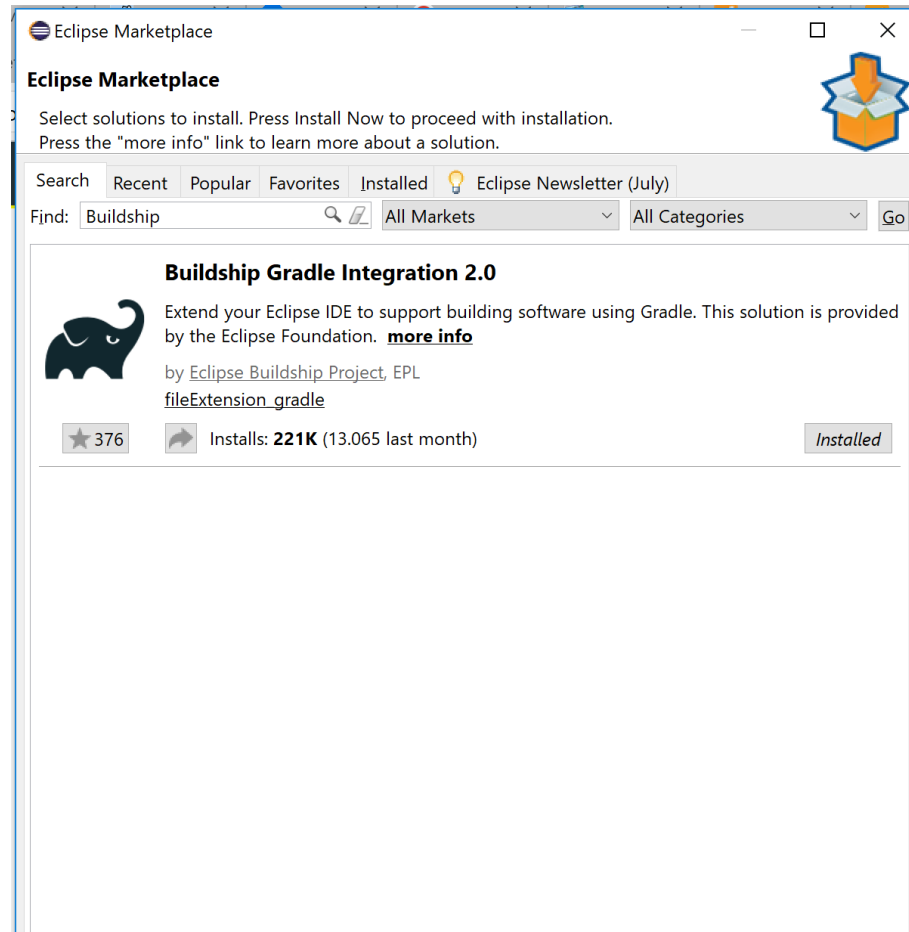 Eclipse Marketplace
Eclipse Marketplace
Select solutions to install. Press Install Now to proceed with installation.
Press the "more info" link to learn more about a solution.
Search Recent Popular Favorites Installed Eclipse Newsletter (July)
Find: Buildship All Markets All Categories Go
Buildship Gradle Integration 2.0
Extend your Eclipse IDE to support building software using Gradle. This solution is provided
by the Eclipse Foundation. more info
by Eclipse Buildship Project, EPL
fileExtension_gradle
376 Installs: 221K (13.065 last month) Installed